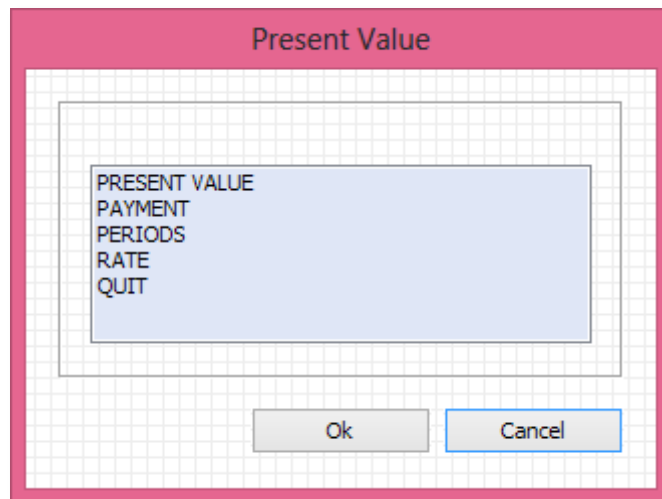 Present Value
PRESENT VALUE
PAYMENT
PERIODS
RATE
QUIT
Ok
Cancel